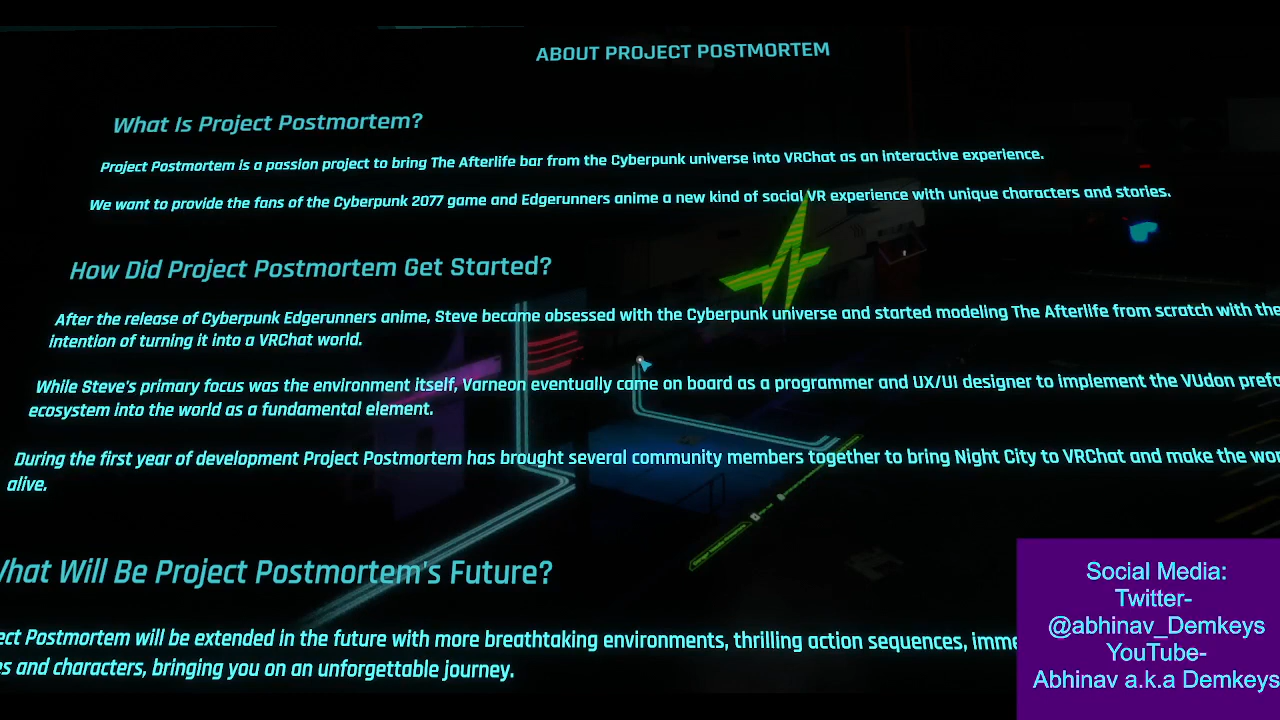 ABOUT PROJECT POSTMORTEM
What Is Project Postmortem?
Project Postmortem is a passion project to bring The Afterlife bar from the Cyberpunk universe into VRChat as an interactive experience.
We want to provide the fans of the Cyberpunk 2077 game and Edgerunners anime a new kind of social VR experience with unique characters and stories.
How Did Project Postmortem Get Started?
After the release of Cyberpunk Edgerunners anime, Steve became obsessed with the Cyberpunk universe and started modeling The Afterlife from scratch with the
intention of turning it into a VRChat world.
While Steve's primary focus was the environment itself, Varneon eventually came on board as a programmer and UX/UI designer to implement the VUdon
ecosystem into the world as a fundamental element.
During the first year of development Project Postmortem has brought several community members together to bring Night City to VRChat and make the
alive.
Will Be Project Postmortem's Future?
Postmortem will be extended in the future with more breathtaking environments, thrilling action sequences,
and characters, bringing you on an unforgettable journey.
Social Media:
Twitter-
@abhinav_Demkeys
YouTube-
Abhinav a.k.a Demkeys